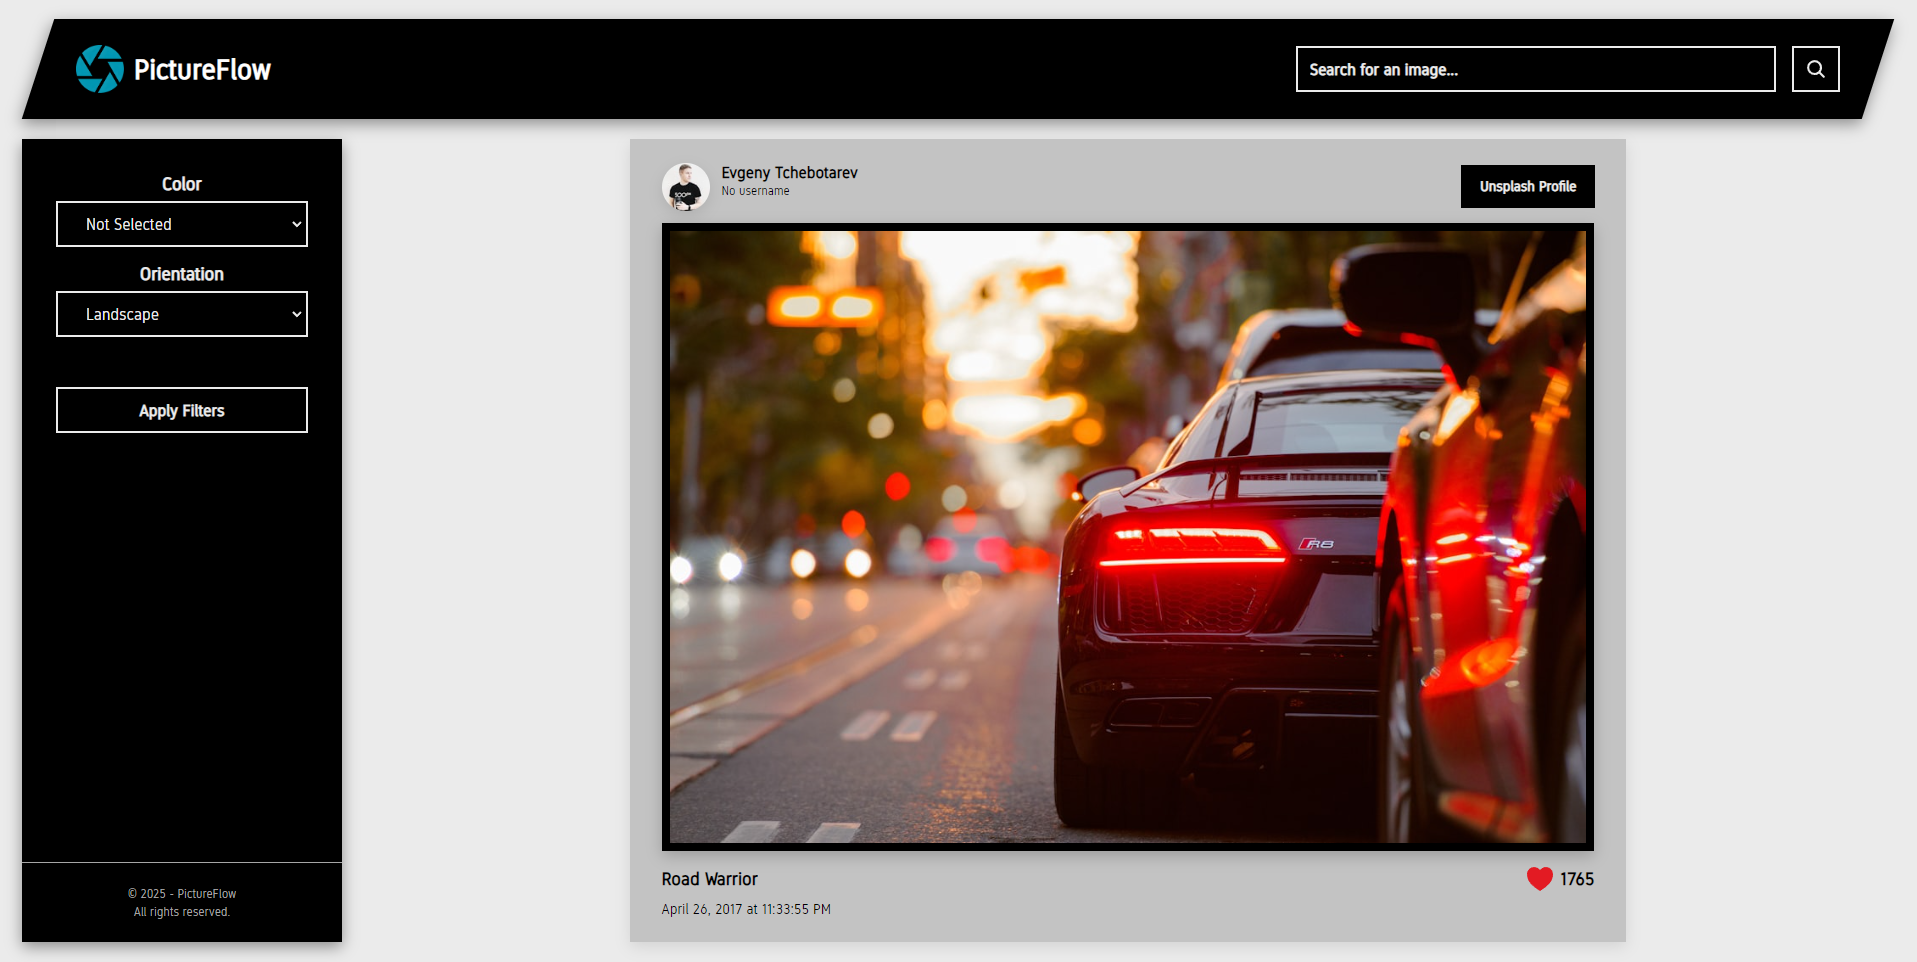 PictureFlow
Search for an image...
Color
Not Selected
Orientation
Landscape
Apply Filters
© 2025 - PictureFlow
All rights reserved.
Evgeny Tchebotarev
No username
Unsplash Profile
R8
Road Warrior
1765
April 26, 2017 at 11:33:55 PM